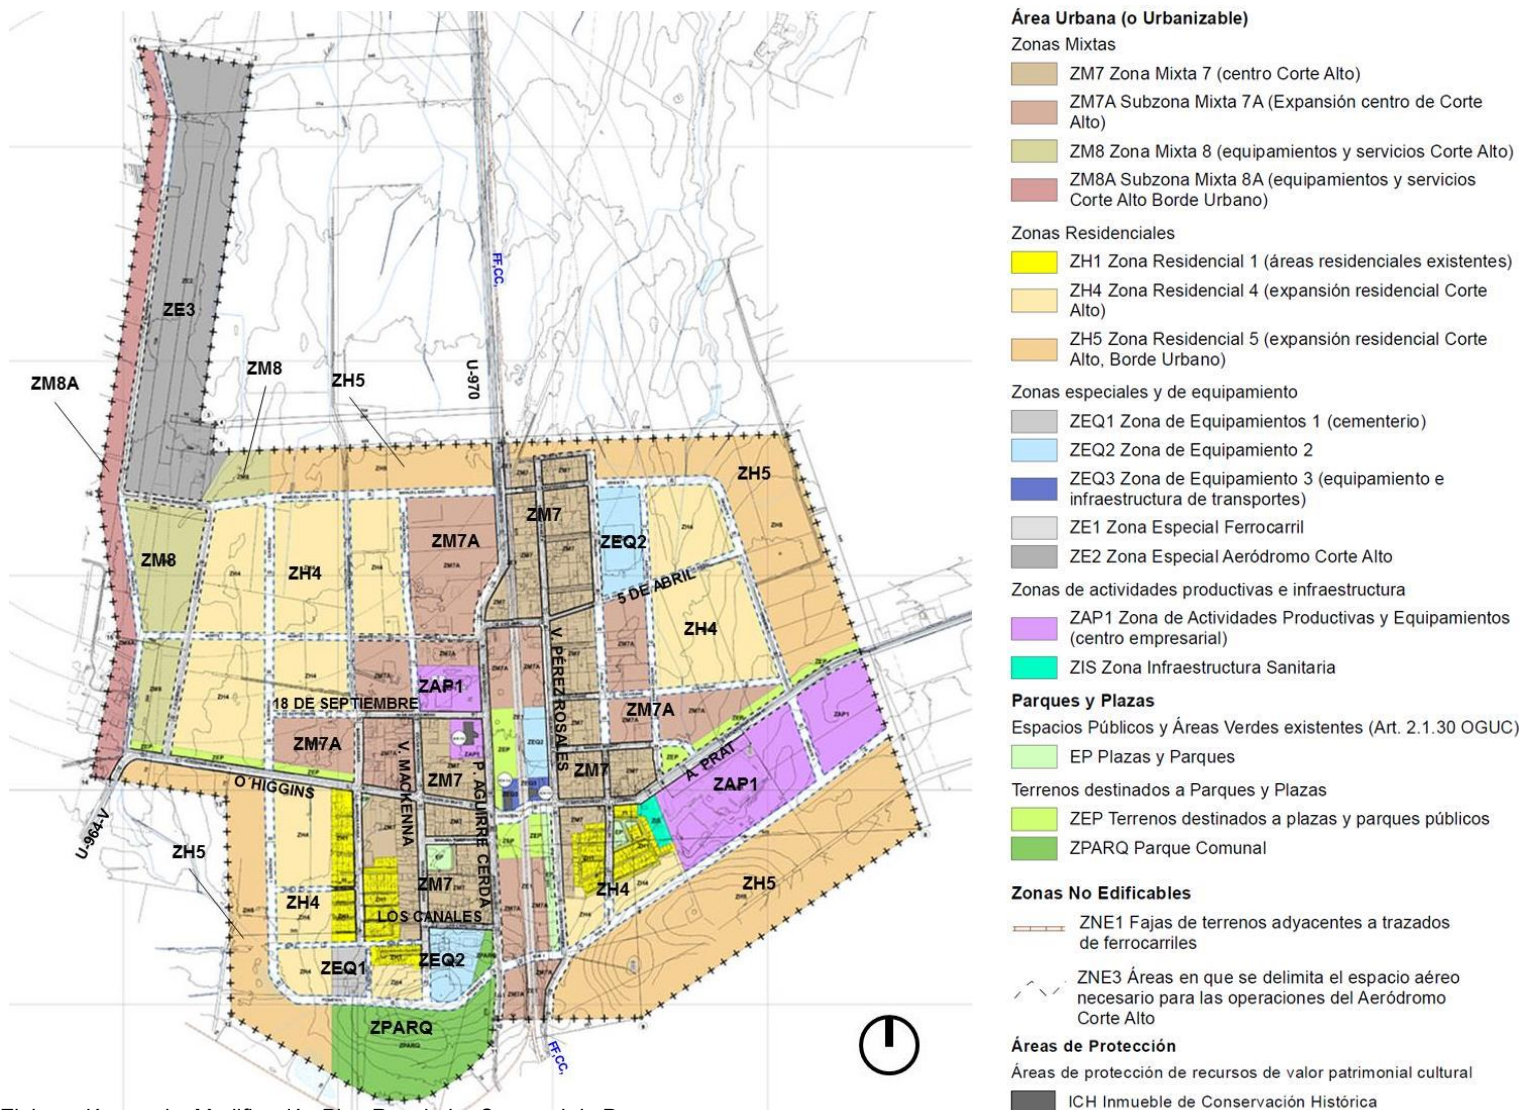 ZE3
ZE2
ZM8A
ZM8
ZH5
U-970
FF,CC,
ZH5
ZM7
ZM7A
ZEQ2
ZM8
ZH4
5 DE ABRIL
ZH4
V. PÉREZ ROSALES
ZAP1
18 DE SEPTIEMBRE
ZM7A
ZM7A
V. MACKENNA
ZM7
P. AGUIRRE CERDA
ZM7
A. PRAT
ZAP1
O´HIGGINS
U-964-V
ZH5
ZH4
ZM7
LOS CANALES
ZH4
ZH5
ZEQ1
ZEQ2
ZPARQ
ZPARQ
FF,CC,
Área Urbana (o Urbanizable)
Zonas Mixtas
ZM7 Zona Mixta 7 (centro Corte Alto)
ZM7A Subzona Mixta 7A (Expansión centro de Corte
Alto)
ZM8 Zona Mixta 8 (equipamientos y servicios Corte Alto)
ZM8A Subzona Mixta 8A (equipamientos y servicios
Corte Alto Borde Urbano)
Zonas Residenciales
ZH1 Zona Residencial 1 (áreas residenciales existentes)
ZH4 Zona Residencial 4 (expansión residencial Corte
Alto)
ZH5 Zona Residencial 5 (expansión residencial Corte
Alto, Borde Urbano)
Zonas especiales y de equipamiento
ZEQ1 Zona de Equipamientos 1 (cementerio)
ZEQ2 Zona de Equipamiento 2
ZEQ3 Zona de Equipamiento 3 (equipamiento e
infraestructura de transportes)
ZE1 Zona Especial Ferrocarril
ZE2 Zona Especial Aeródromo Corte Alto
Zonas de actividades productivas e infraestructura
ZAP1 Zona de Actividades Productivas y Equipamientos
(centro empresarial)
ZIS Zona Infraestructura Sanitaria
Parques y Plazas
Espacios Públicos y Áreas Verdes existentes (Art. 2.1.30 OGUC)
EP Plazas y Parques
Terrenos destinados a Parques y Plazas
ZEP Terrenos destinados a plazas y parques públicos
ZPARQ Parque Comunal
Zonas No Edificables
ZNE1 Fajas de terrenos adyacentes a trazados
de ferrocarriles
ZNE3 Áreas en que se delimita el espacio aéreo
necesario para las operaciones del Aeródromo
Corte Alto
Áreas de Protección
Áreas de protección de recursos de valor patrimonial cultural
ICH Inmueble de Conservación Histórica